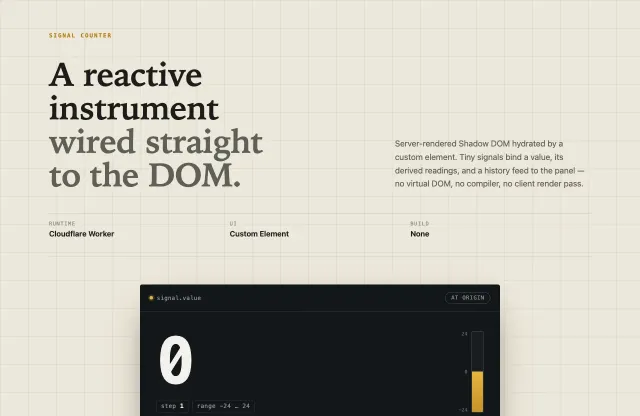 SIGNAL COUNTER
A reactive
instrument
wired straight
to the DOM.
Server-rendered Shadow DOM hydrated by a
custom element. Tiny signals bind a value, its
derived readings, and a history feed to the panel —
no virtual DOM, no compiler, no client render pass.
RUNTIME
Cloudflare Worker
UI
Custom Element
BUILD
None
signal.value
AT ORIGIN
0
24
0
−24
step 1
range −24 … 24